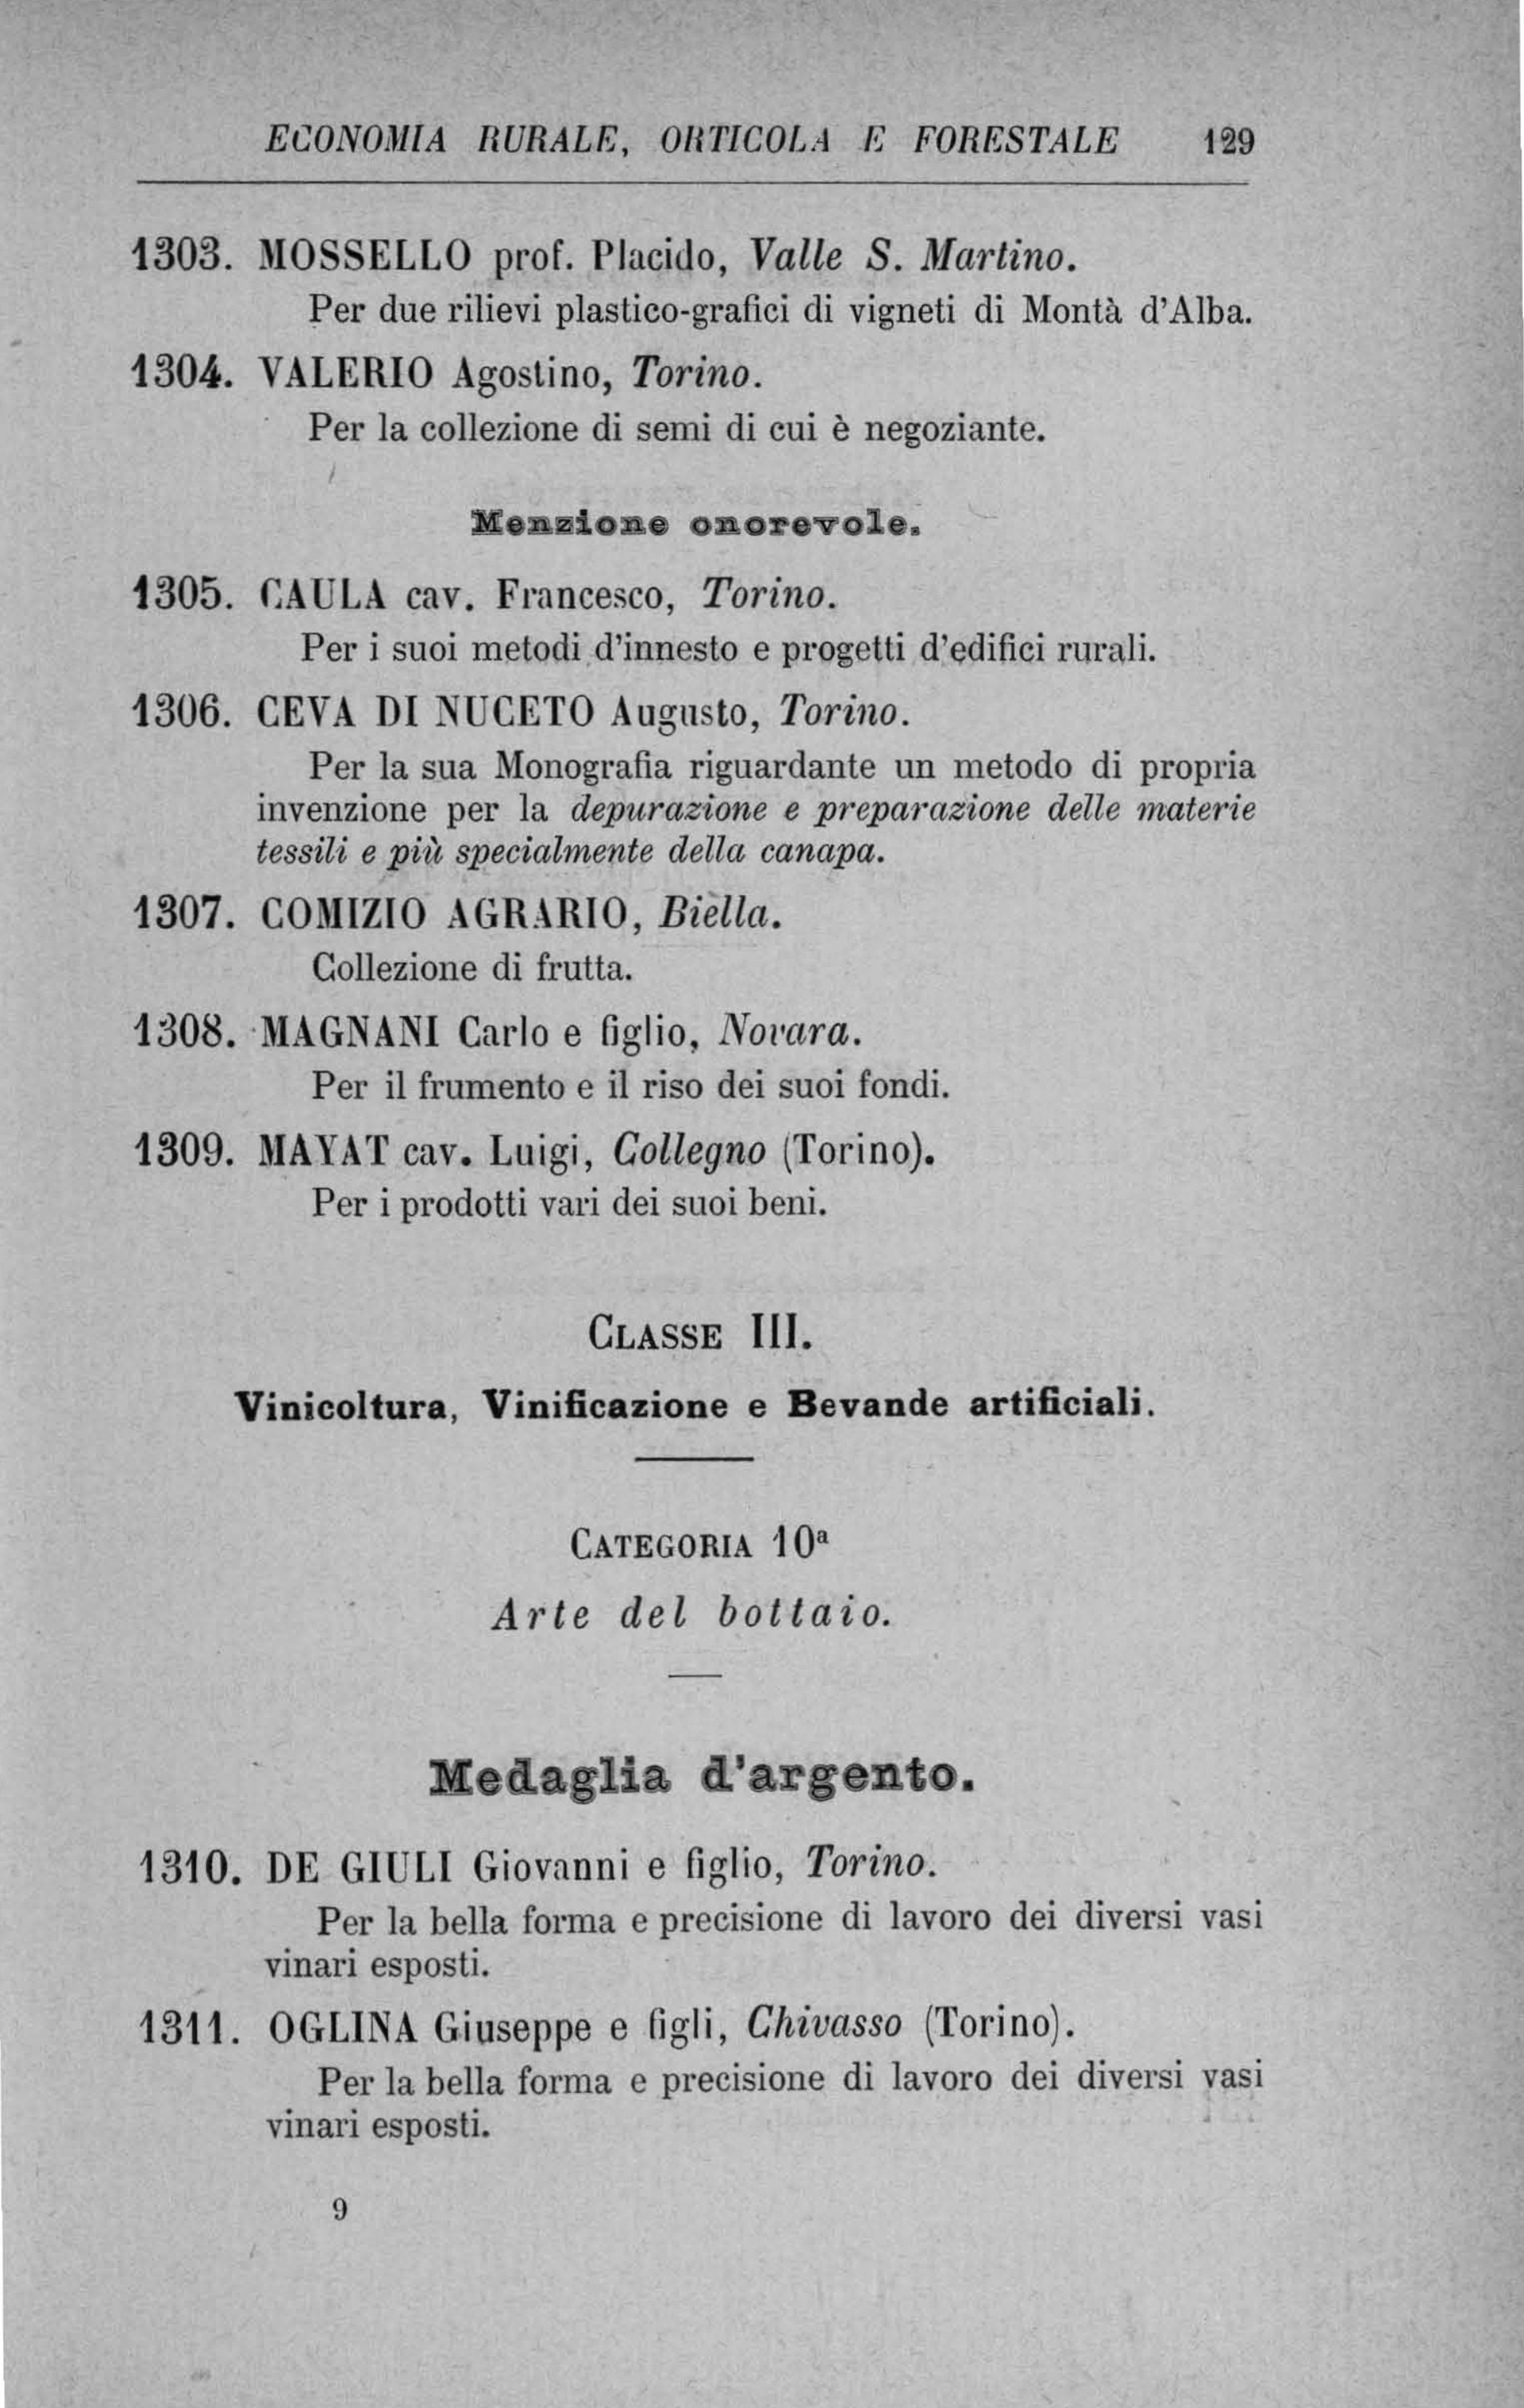 ECONOMIA RURALE, ORTICOLA E FORESTALE 129
1303. MOSSELLO prof. Placido, Valle S. Martino.
Per due rilievi plastico-grafici di vigneti di Montà d'Alba.
1304. VALERIO Agostino, Torino.
Per la collezione di semi di cui è negoziante.
Menzione onorevole.
1305. CAULA cav. Francesco, Torino.
Per i suoi metodi d'innesto e progetti d'edifici rurali.
1306. CEVA DI NUCETO Augusto, Torino.
Per la sua Monografia riguardante un metodo di propria
invenzione per la depurazione e preparazione delle materie
tessili e più specialmente della canapa.
1307. COMIZIO AGRARIO, Biella.
Collezione di frutta.
1308. MAGNANI Carlo e figlio, Novara.
Per il frumento e il riso dei suoi fondi.
1309. MAYAT cav. Luigi, Collegno (Torino).
Per i prodotti vari dei suoi beni.
CLASSE III.
Vinicoltura, Vinificazione e Bevande artificiali.
CATEGORIA 10ª
Arte del bottaio.
Medaglia d'argento.
1310. DE GIULI Giovanni e figlio, Torino.
Per la bella forma e precisione di lavoro dei diversi vasi
vinari esposti.
1311. OGLINA Giuseppe e figli, Chivasso (Torino).
Per la bella forma e precisione di lavoro dei diversi vasi
vinari esposti.
9